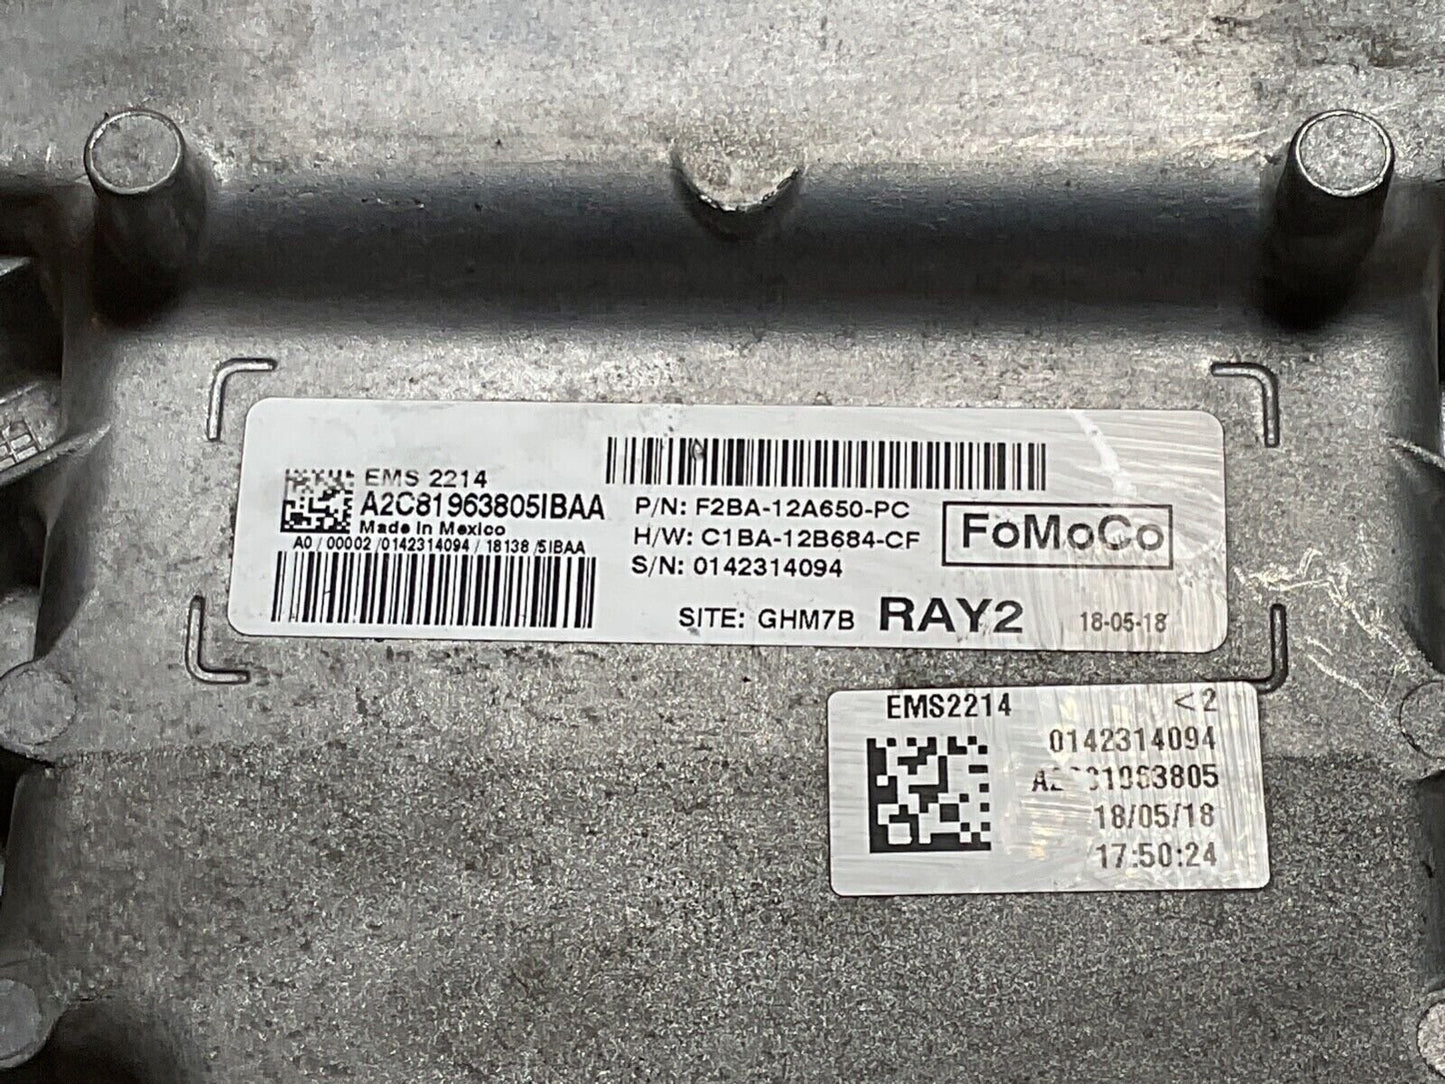 EMS 2214
A2C81963805IBAA
Made in Mexico
A0 / 00002 /0142314094 / 18138 /5IBAA
P/N: F2BA-12A650-PC
H/W: C1BA-12B684-CF
S/N: 0142314094
FoMoCo
SITE: GHM7B RAY2 18-05-18
EMS2214 <2
0142314094
18/05/18
17:50:24